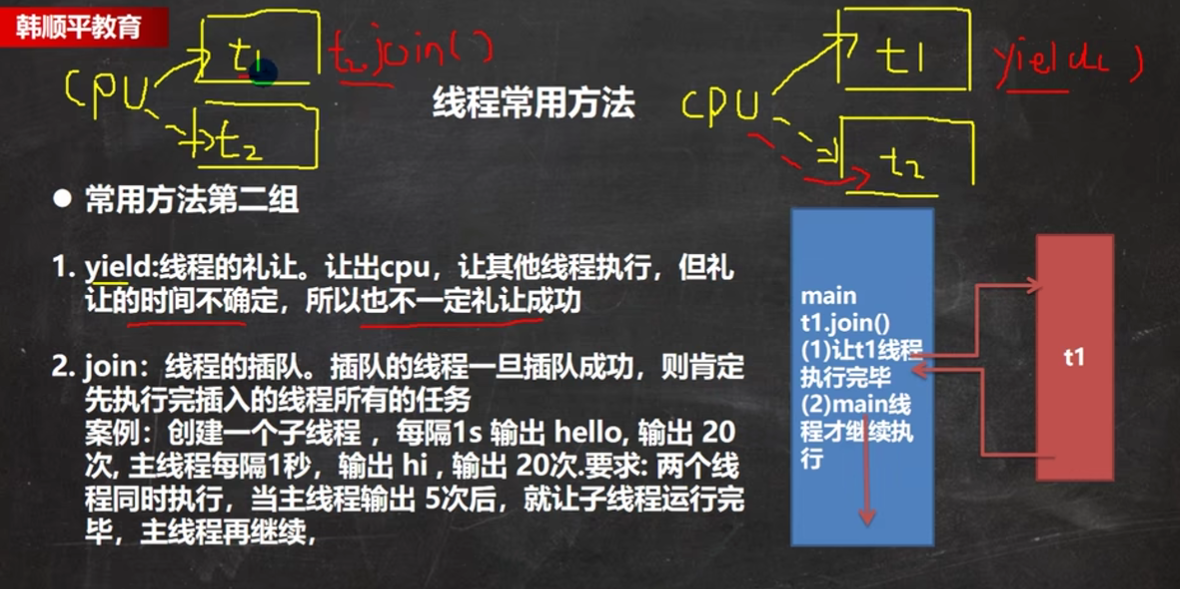 韩顺平教育
t1
t2.join()
CPU
t2
线程常用方法
t1
yield()
CPU
t2
● 常用方法第二组
1. yield:线程的礼让。让出cpu，让其他线程执行，但礼
让的时间不确定，所以也不一定礼让成功
2. join：线程的插队。插队的线程一旦插队成功，则肯定
先执行完插入的线程所有的任务
案例：创建一个子线程 ，每隔1s 输出 hello, 输出 20
次, 主线程每隔1秒，输出 hi , 输出 20次.要求: 两个线
程同时执行，当主线程输出 5次后，就让子线程运行完
毕，主线程再继续，
main
t1.join()
(1)让t1线程
执行完毕
(2)main线
程才继续执
行
t1